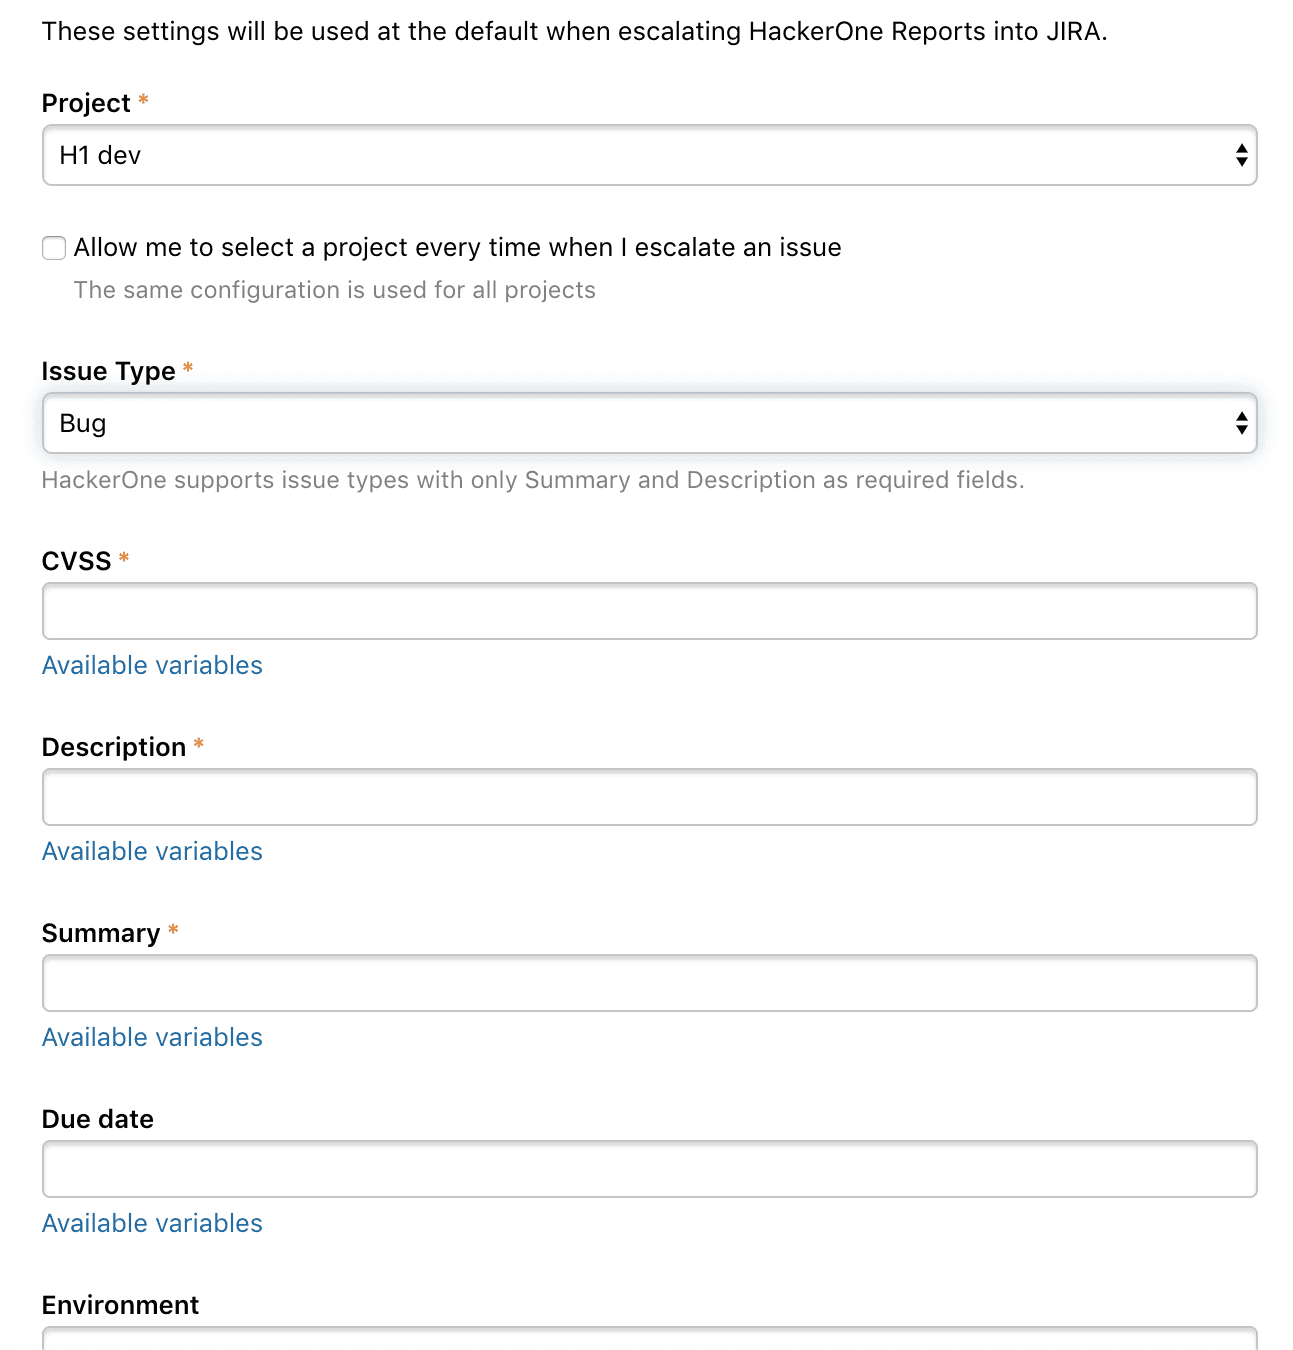 These settings will be used at the default when escalating HackerOne Reports into JIRA.
Project *
H1 dev
Allow me to select a project every time when I escalate an issue
The same configuration is used for all projects
Issue Type *
Bug
HackerOne supports issue types with only Summary and Description as required fields.
CVSS *
Available variables
Description *
Available variables
Summary *
Available variables
Due date
Available variables
Environment